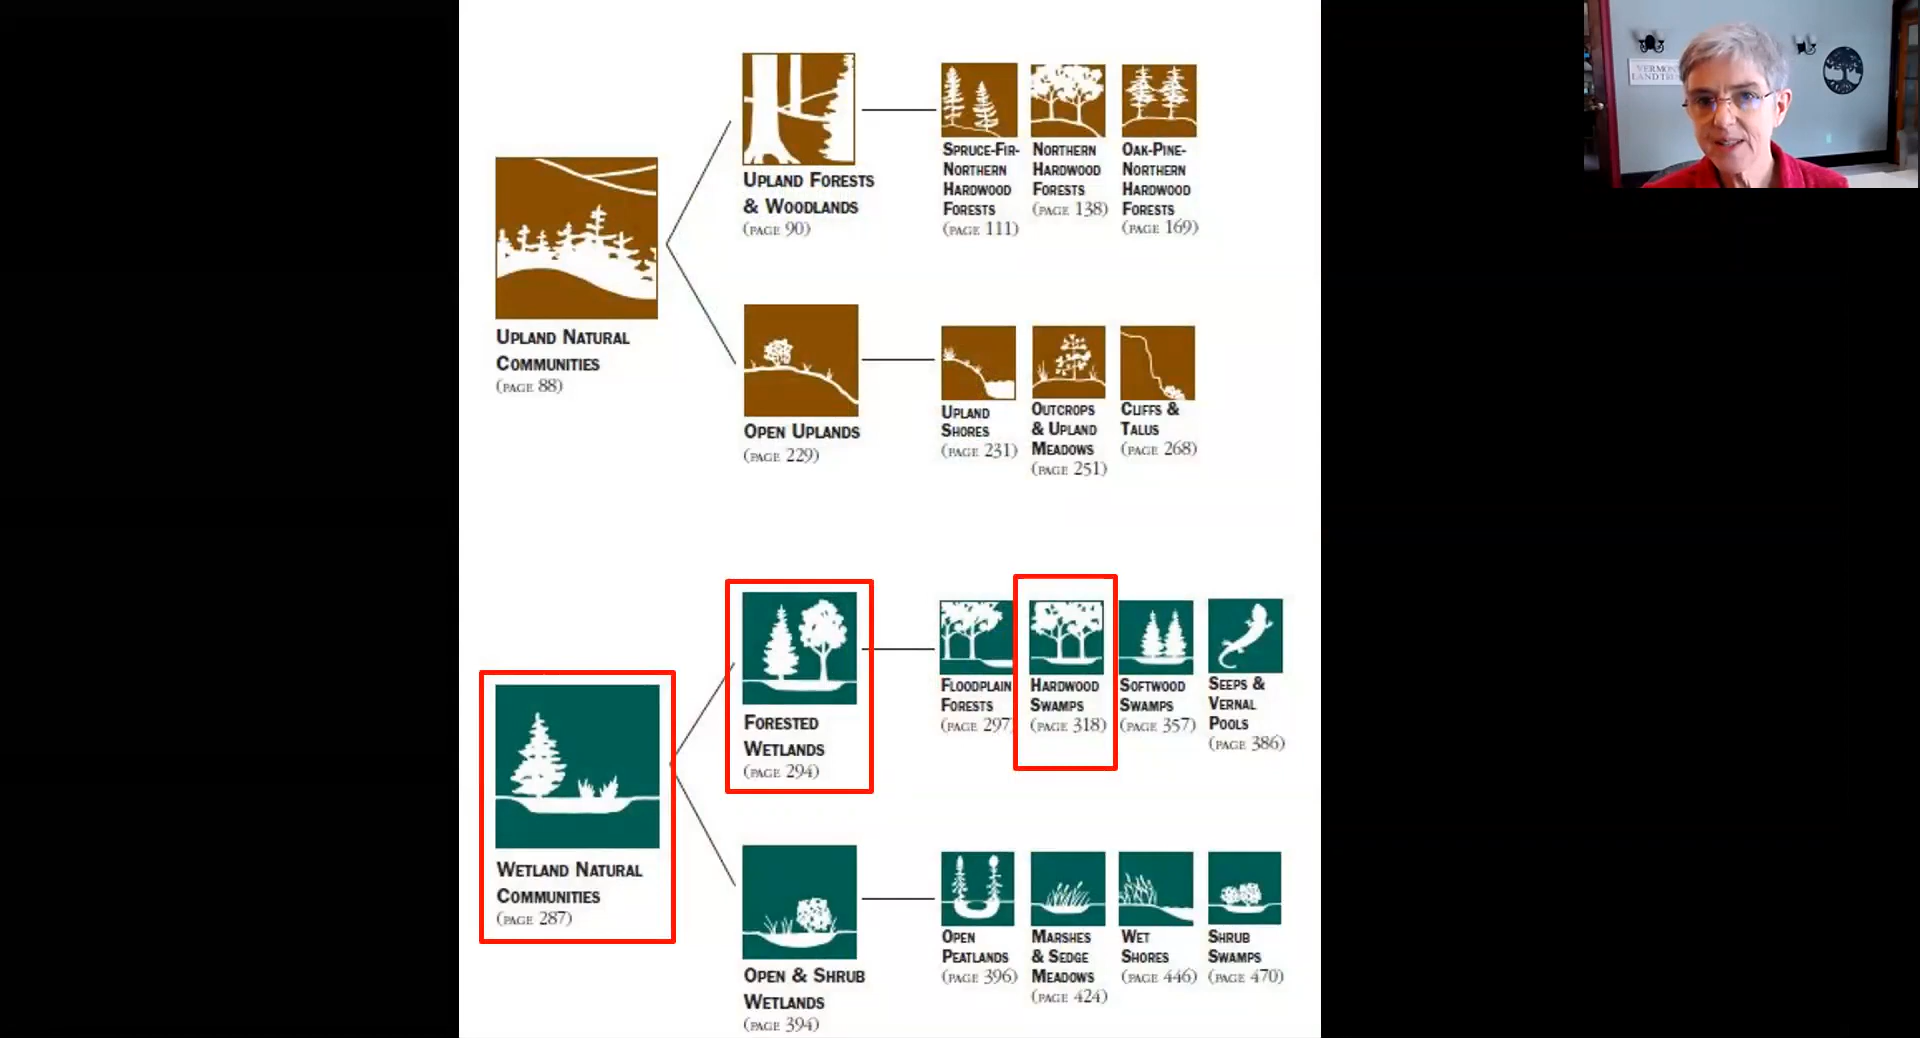 UPLAND FORESTS
& WOODLANDS
(PAGE 90)
SPRUCE-FIR-
NORTHERN
HARDWOOD
FORESTS
(PAGE 111)
NORTHERN
HARDWOOD
FORESTS
(PAGE 138)
OAK-PINE-
NORTHERN
HARDWOOD
FORESTS
(PAGE 169)
UPLAND NATURAL
COMMUNITIES
(PAGE 88)
OPEN UPLANDS
(PAGE 229)
UPLAND
SHORES
(PAGE 231)
OUTCROPS
& UPLAND
MEADOWS
(PAGE 251)
CLIFFS &
TALUS
(PAGE 268)
FORESTED
WETLANDS
(PAGE 294)
FLOODPLAIN
FORESTS
(PAGE 297)
HARDWOOD
SWAMPS
(PAGE 318)
SOFTWOOD
SWAMPS
(PAGE 357)
SEEPS &
VERNAL
POOLS
(PAGE 386)
WETLAND NATURAL
COMMUNITIES
(PAGE 287)
OPEN & SHRUB
WETLANDS
(PAGE 394)
OPEN
PEATLANDS
(PAGE 396)
MARSHES
& SEDGE
MEADOWS
(PAGE 424)
WET
SHORES
(PAGE 446)
SHRUB
SWAMPS
(PAGE 470)